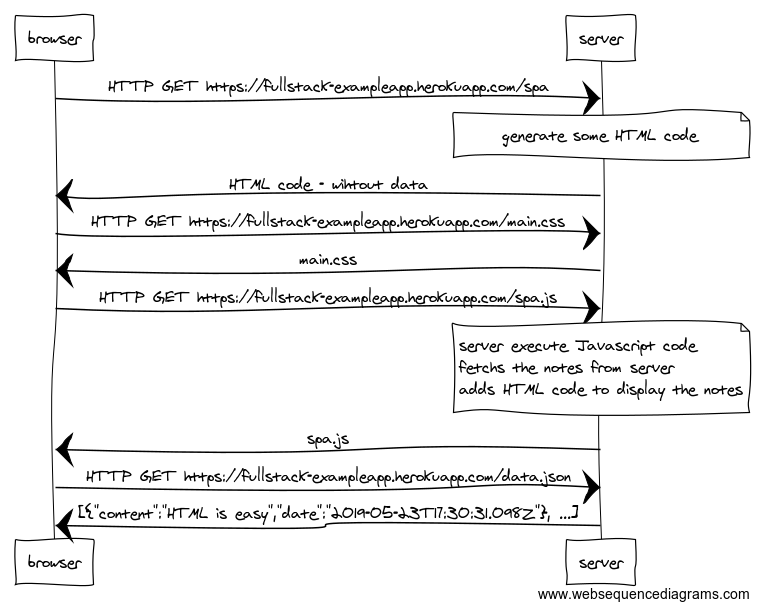 browser
server
HTTP GET https://fullstack-exampleapp.herokuapp.com/spa
generate some HTML code
HTML code - wihtout data
HTTP GET https://fullstack-exampleapp.herokuapp.com/main.css
main.css
HTTP GET https://fullstack-exampleapp.herokuapp.com/spa.js
server execute Javascript code
fetchs the notes from server
adds HTML code to display the notes
spa.js
HTTP GET https://fullstack-exampleapp.herokuapp.com/data.json
[{"content":"HTML is easy","date":"2019-05-23T17:30:31.098Z"}, ...]
browser
server
www.websequencediagrams.com